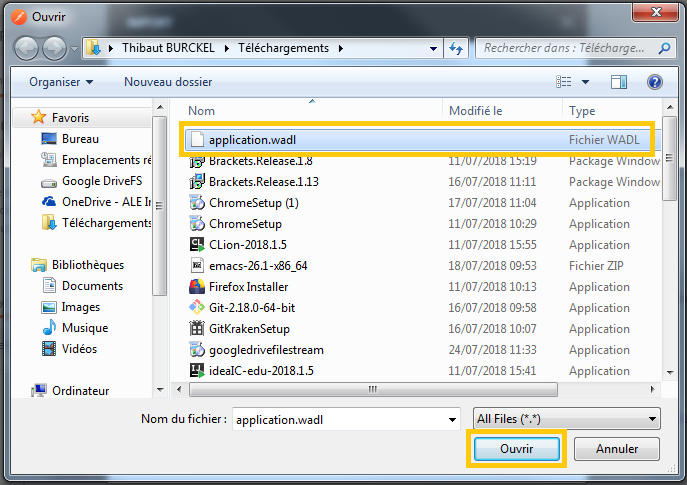 Ouvrir
Thibaut BURCKEL Téléchargements
Rechercher dans : Télécharge...
Organiser Nouveau dossier
Favoris
Bureau
Emplacements ré
Google DriveFS
OneDrive - ALE In
Téléchargements
Bibliothèques
Documents
Images
Musique
Vidéos
Ordinateur
Nom Modifié le Type
application.wadl Fichier WADL
Brackets.Release.1.8 11/07/2018 15:19 Package Window
Brackets.Release.1.13 16/07/2018 11:11 Package Window
ChromeSetup (1) 17/07/2018 11:04 Application
ChromeSetup 11/07/2018 10:29 Application
CLion-2018.1.5 11/07/2018 15:55 Application
emacs-26.1-x86_64 18/07/2018 09:53 Fichier ZIP
Firefox Installer 11/07/2018 10:30 Application
Git-2.18.0-64-bit 16/07/2018 09:58 Application
GitKrakenSetup 16/07/2018 10:07 Application
googledrivefilestream 24/07/2018 11:33 Application
ideaIC-edu-2018.1.5 11/07/2018 15:41 Application
Nom du fichier : application.wadl All Files (*.*)
Ouvrir Annuler